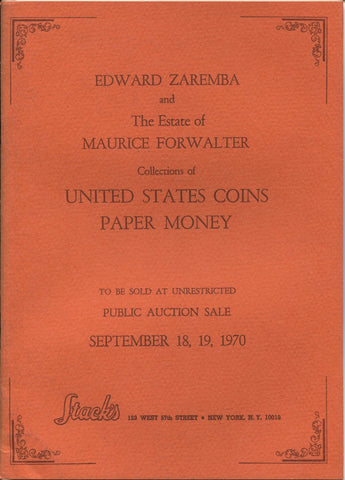 EDWARD ZAREMBA
and
The Estate of
MAURICE FORWALTER
Collections of
UNITED STATES COINS
PAPER MONEY
TO BE SOLD AT UNRESTRICTED
PUBLIC AUCTION SALE
SEPTEMBER 18, 19, 1970
Stack's 123 WEST 57th STREET • NEW YORK, N. Y. 10019